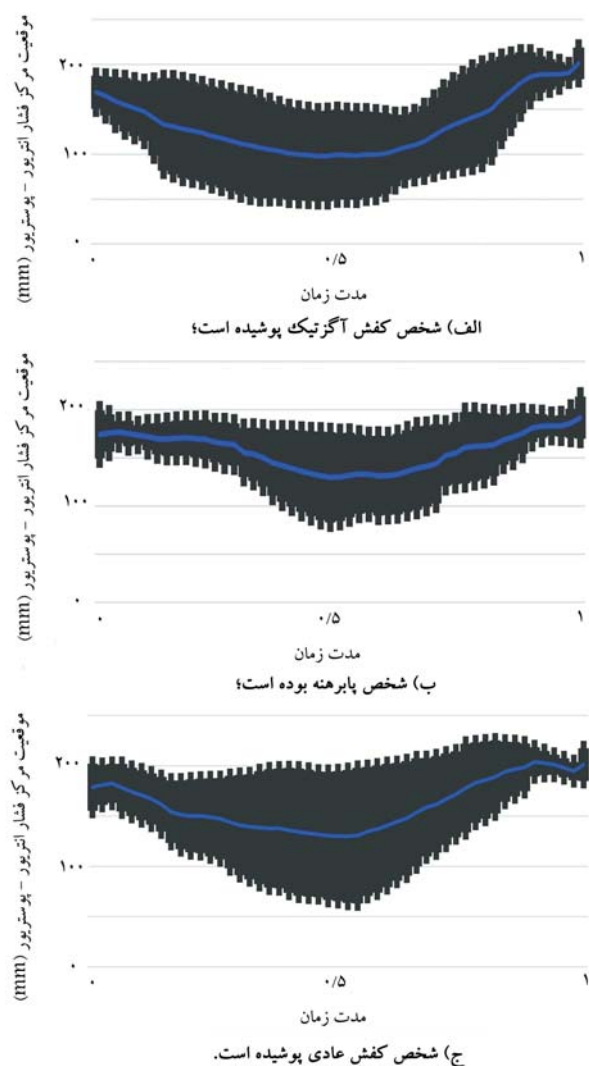 موقعیت مرکز فشار انتریور - پوستریور (mm)
۲۰۰
۱۰۰
۰
۰ ۰/۵ ۱
مدت زمان
الف) شخص کفش آگزتیک پوشیده است؛
موقعیت مرکز فشار انتریور - پوستریور (mm)
۲۰۰
۱۰۰
۰
۰ ۰/۵ ۱
مدت زمان
ب) شخص پابرهنه بوده است؛
موقعیت مرکز فشار انتریور - پوستریور (mm)
۲۰۰
۱۰۰
۰
۰ ۰/۵ ۱
مدت زمان
ج) شخص کفش عادی پوشیده است.